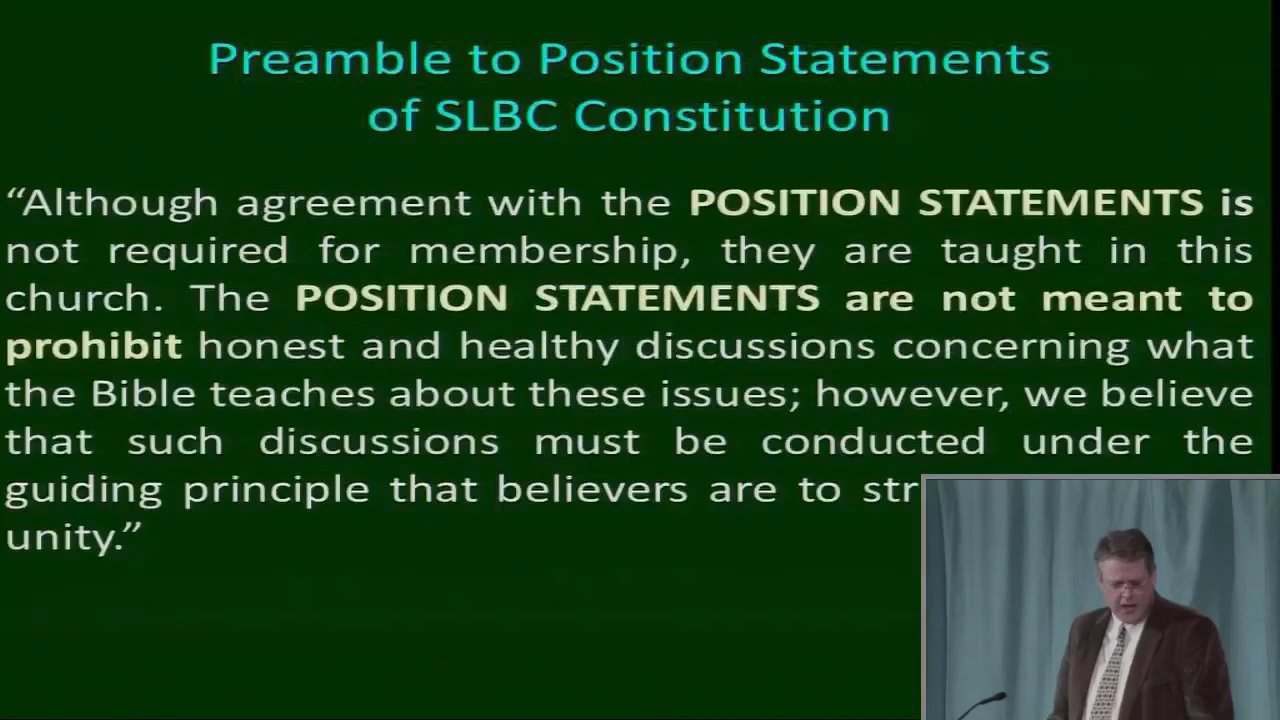 Preamble to Position Statements
of SLBC Constitution
“Although agreement with the POSITION STATEMENTS is
not required for membership, they are taught in this
church. The POSITION STATEMENTS are not meant to
prohibit honest and healthy discussions concerning what
the Bible teaches about these issues; however, we believe
that such discussions must be conducted under the
guiding principle that believers are to
unity.”